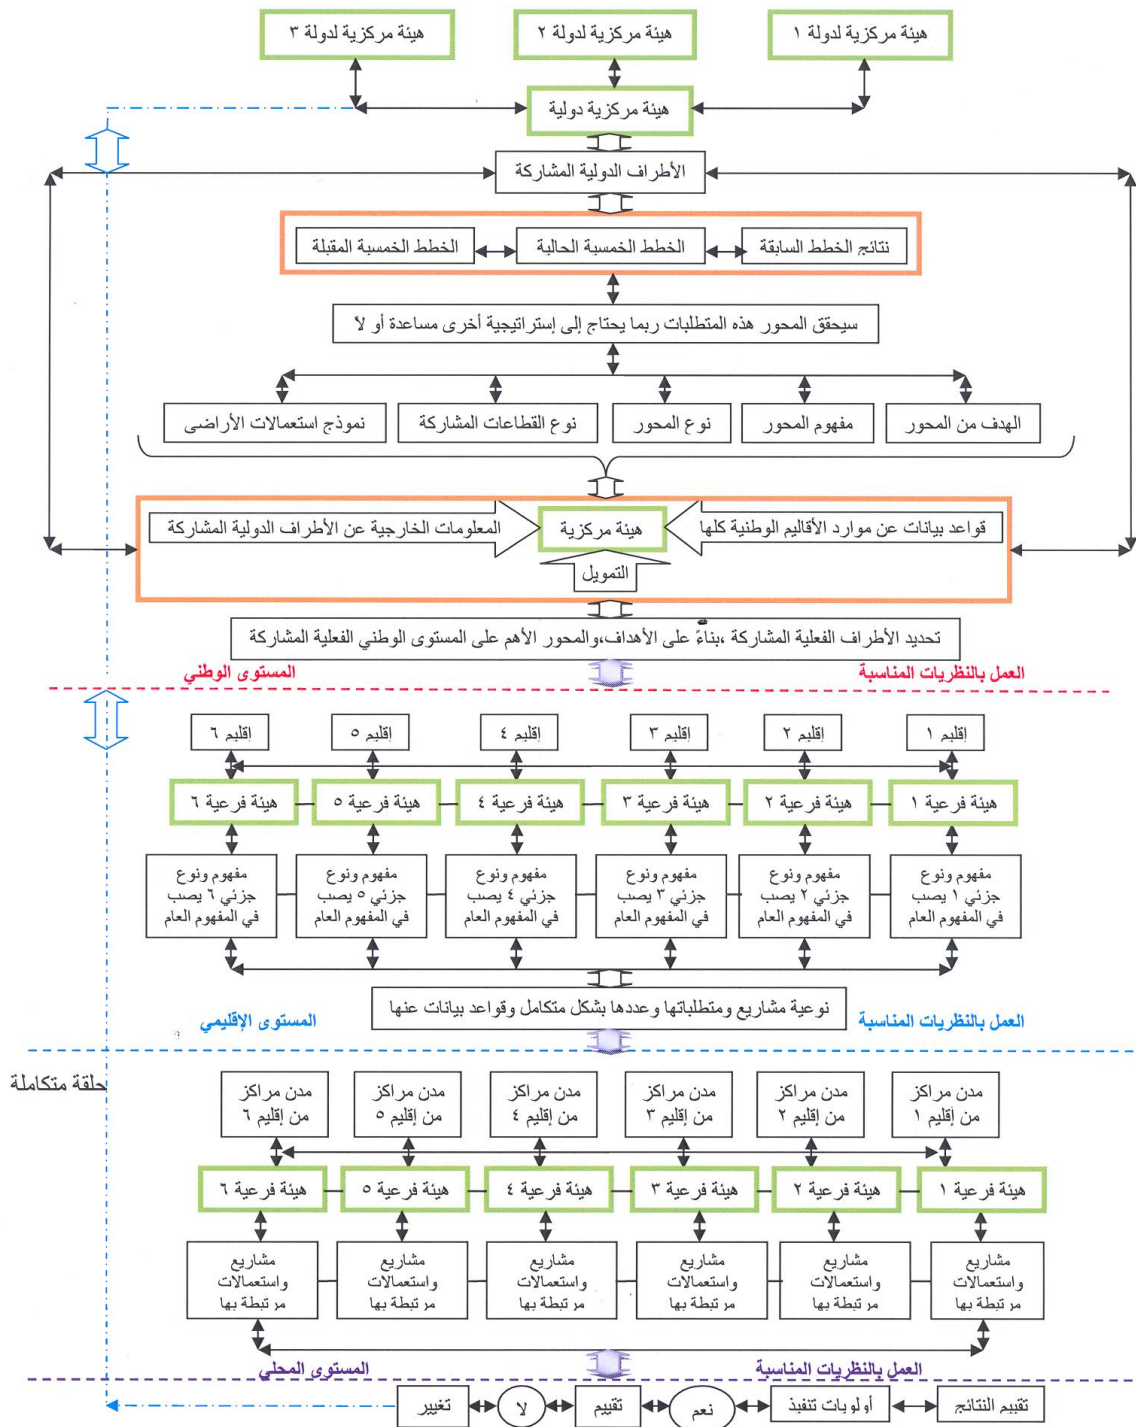 هيئة مركزية لدولة ١
هيئة مركزية لدولة ٢
هيئة مركزية لدولة ٣
هيئة مركزية دولية
الأطراف الدولية المشاركة
نتائج الخطط السابقة
الخطط الخمسية الحالية
الخطط الخمسية المقبلة
سيحقق المحور هذه المتطلبات ربما يحتاج إلى إستراتيجية أخرى مساعدة أو لا
الهدف من المحور
مفهوم المحور
نوع المحور
نوع القطاعات المشاركة
نموذج استعمالات الأراضى
قواعد بيانات عن موارد الأقاليم الوطنية كلها
هيئة مركزية
المعلومات الخارجية عن الأطراف الدولية المشاركة
التمويل
تحديد الأطراف الفعلية المشاركة ،بناءً على الأهداف،والمحور الأهم على المستوى الوطني الفعلية المشاركة
العمل بالنظريات المناسبة
المستوى الوطني
إقليم ١
إقليم ٢
إقليم ٣
إقليم ٤
إقليم ٥
إقليم ٦
هيئة فرعية ١
هيئة فرعية ٢
هيئة فرعية ٣
هيئة فرعية ٤
هيئة فرعية ٥
هيئة فرعية ٦
مفهوم ونوع
جزئي ١ يصب
في المفهوم العام
مفهوم ونوع
جزئي ٢ يصب
في المفهوم العام
مفهوم ونوع
جزئي ٣ يصب
في المفهوم العام
مفهوم ونوع
جزئي ٤ يصب
في المفهوم العام
مفهوم ونوع
جزئي ٥ يصب
في المفهوم العام
مفهوم ونوع
جزئي ٦ يصب
في المفهوم العام
نوعية مشاريع ومتطلباتها وعددها بشكل متكامل وقواعد بيانات عنها
العمل بالنظريات المناسبة
المستوى الإقليمي
حلقة متكاملة
مدن مراكز
من إقليم ١
مدن مراكز
من إقليم ٢
مدن مراكز
من إقليم ٣
مدن مراكز
من إقليم ٤
مدن مراكز
من إقليم ٥
مدن مراكز
من إقليم ٦
هيئة فرعية ١
هيئة فرعية ٢
هيئة فرعية ٣
هيئة فرعية ٤
هيئة فرعية ٥
هيئة فرعية ٦
مشاريع
واستعمالات
مرتبطة بها
مشاريع
واستعمالات
مرتبطة بها
مشاريع
واستعمالات
مرتبطة بها
مشاريع
واستعمالات
مرتبطة بها
مشاريع
واستعمالات
مرتبطة بها
مشاريع
واستعمالات
مرتبطة بها
العمل بالنظريات المناسبة
المستوى المحلي
تقييم النتائج
أولويات تنفيذ
نعم
تقييم
لا
تغيير